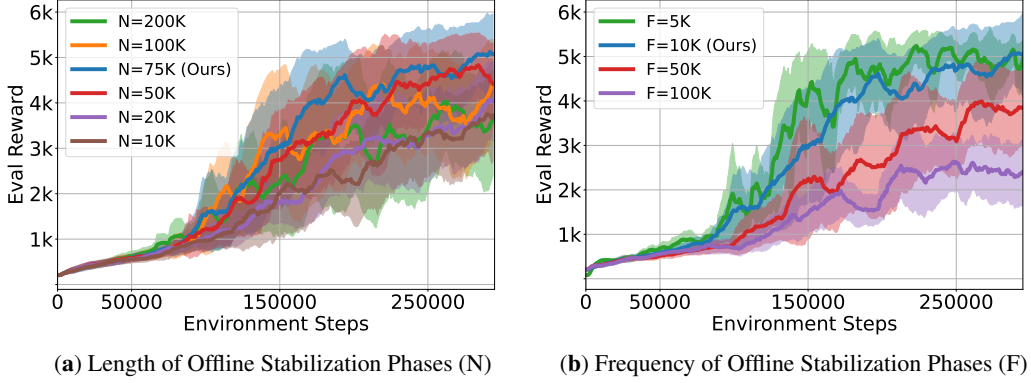 6k
5k
4k
3k
2k
1k
Eval Reward
N=200K
N=100K
N=75K (Ours)
N=50K
N=20K
N=10K
0 50000 150000 250000
Environment Steps
(a) Length of Offline Stabilization Phases (N)
6k
5k
4k
3k
2k
1k
Eval Reward
F=5K
F=10K (Ours)
F=50K
F=100K
0 50000 150000 250000
Environment Steps
(b) Frequency of Offline Stabilization Phases (F)